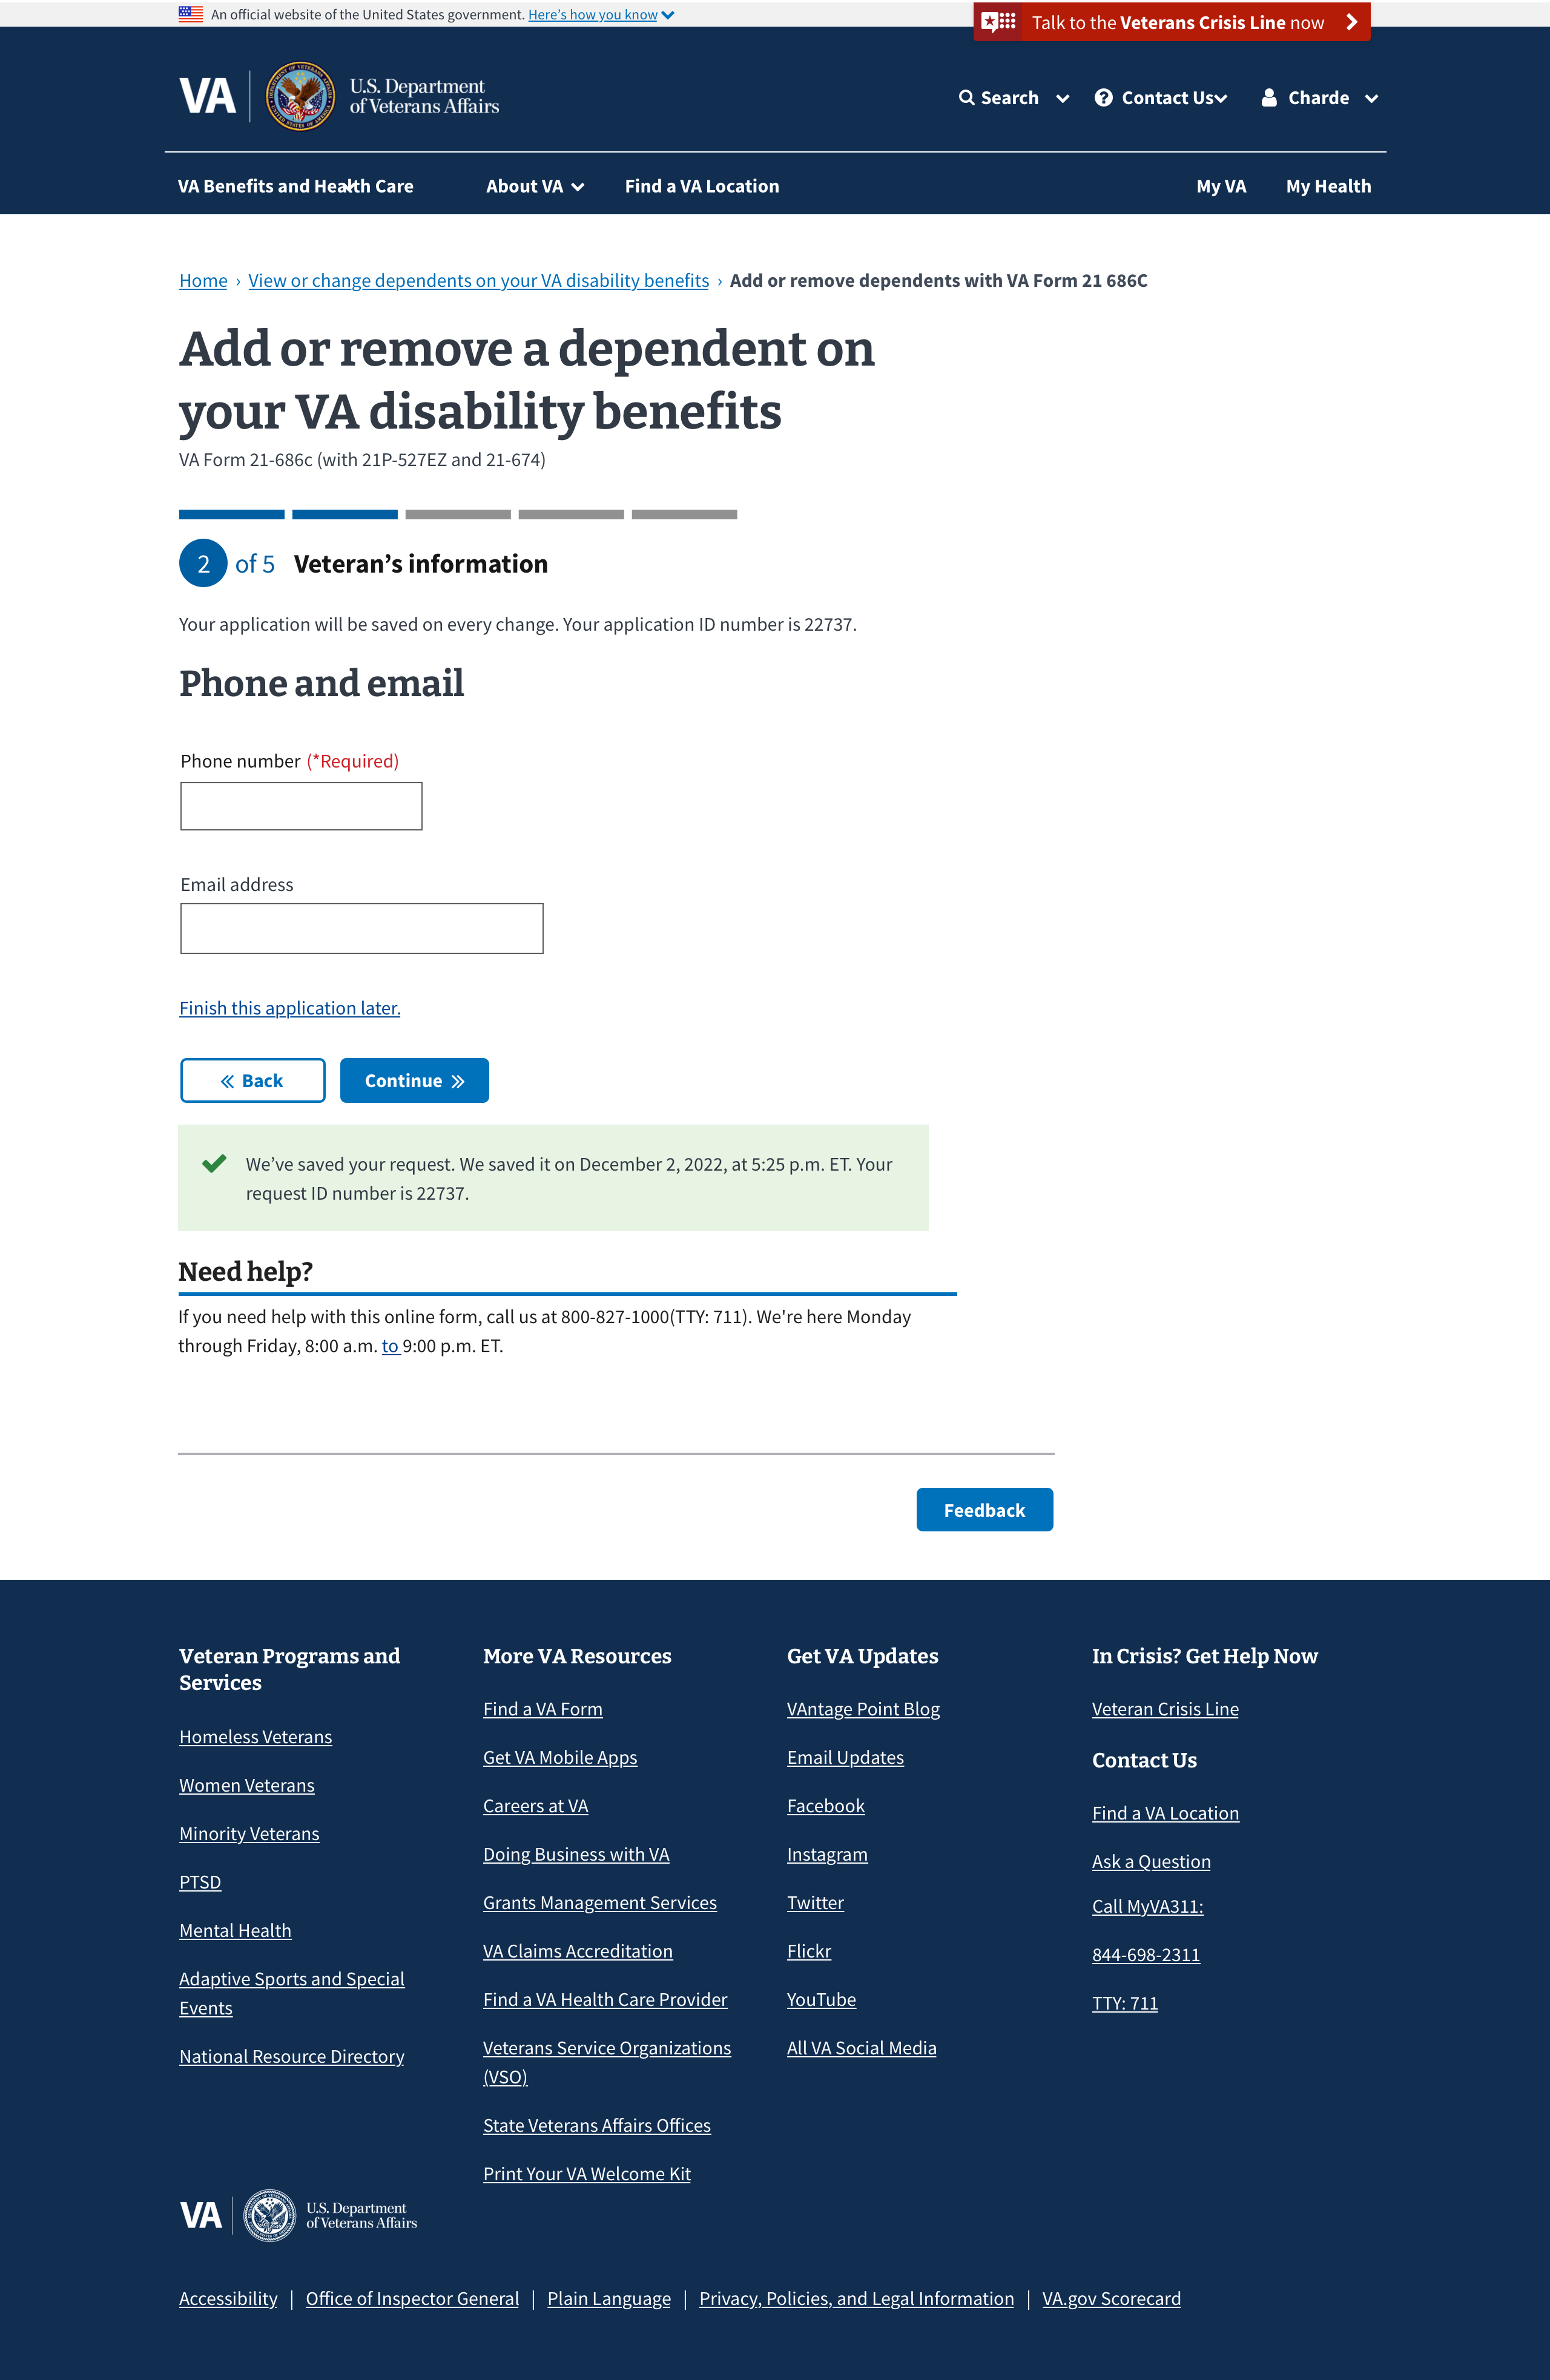 An official website of the United States government. Here's how you know
Talk to the Veterans Crisis Line now
VA
U.S. Department
of Veterans Affairs
Search
Contact Us
Charde
VA Benefits and Health Care
About VA
Find a VA Location
My VA
My Health
Home › View or change dependents on your VA disability benefits › Add or remove dependents with VA Form 21 686C
Add or remove a dependent on
your VA disability benefits
VA Form 21-686c (with 21P-527EZ and 21-674)
2 of 5 Veteran’s information
Your application will be saved on every change. Your application ID number is 22737.
Phone and email
Phone number (*Required)
Email address
Finish this application later.
Back
Continue
We’ve saved your request. We saved it on December 2, 2022, at 5:25 p.m. ET. Your
request ID number is 22737.
Need help?
If you need help with this online form, call us at 800-827-1000(TTY: 711). We're here Monday
through Friday, 8:00 a.m. to 9:00 p.m. ET.
Feedback
Veteran Programs and
Services
Homeless Veterans
Women Veterans
Minority Veterans
PTSD
Mental Health
Adaptive Sports and Special
Events
National Resource Directory
More VA Resources
Find a VA Form
Get VA Mobile Apps
Careers at VA
Doing Business with VA
Grants Management Services
VA Claims Accreditation
Find a VA Health Care Provider
Veterans Service Organizations
(VSO)
State Veterans Affairs Offices
Print Your VA Welcome Kit
Get VA Updates
VAntage Point Blog
Email Updates
Facebook
Instagram
Twitter
Flickr
YouTube
All VA Social Media
In Crisis? Get Help Now
Veteran Crisis Line
Contact Us
Find a VA Location
Ask a Question
Call MyVA311:
844-698-2311
TTY: 711
VA
U.S. Department
of Veterans Affairs
Accessibility | Office of Inspector General | Plain Language | Privacy, Policies, and Legal Information | VA.gov Scorecard